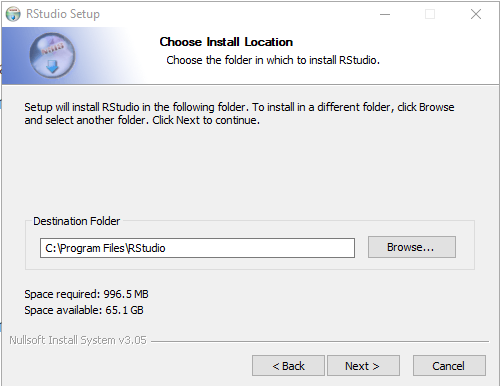 RStudio Setup
Choose Install Location
Choose the folder in which to install RStudio.
Setup will install RStudio in the following folder. To install in a different folder, click Browse
and select another folder. Click Next to continue.
Destination Folder
C:\Program Files\RStudio
Browse...
Space required: 996.5 MB
Space available: 65.1 GB
Nullsoft Install System v3.05
< Back
Next >
Cancel